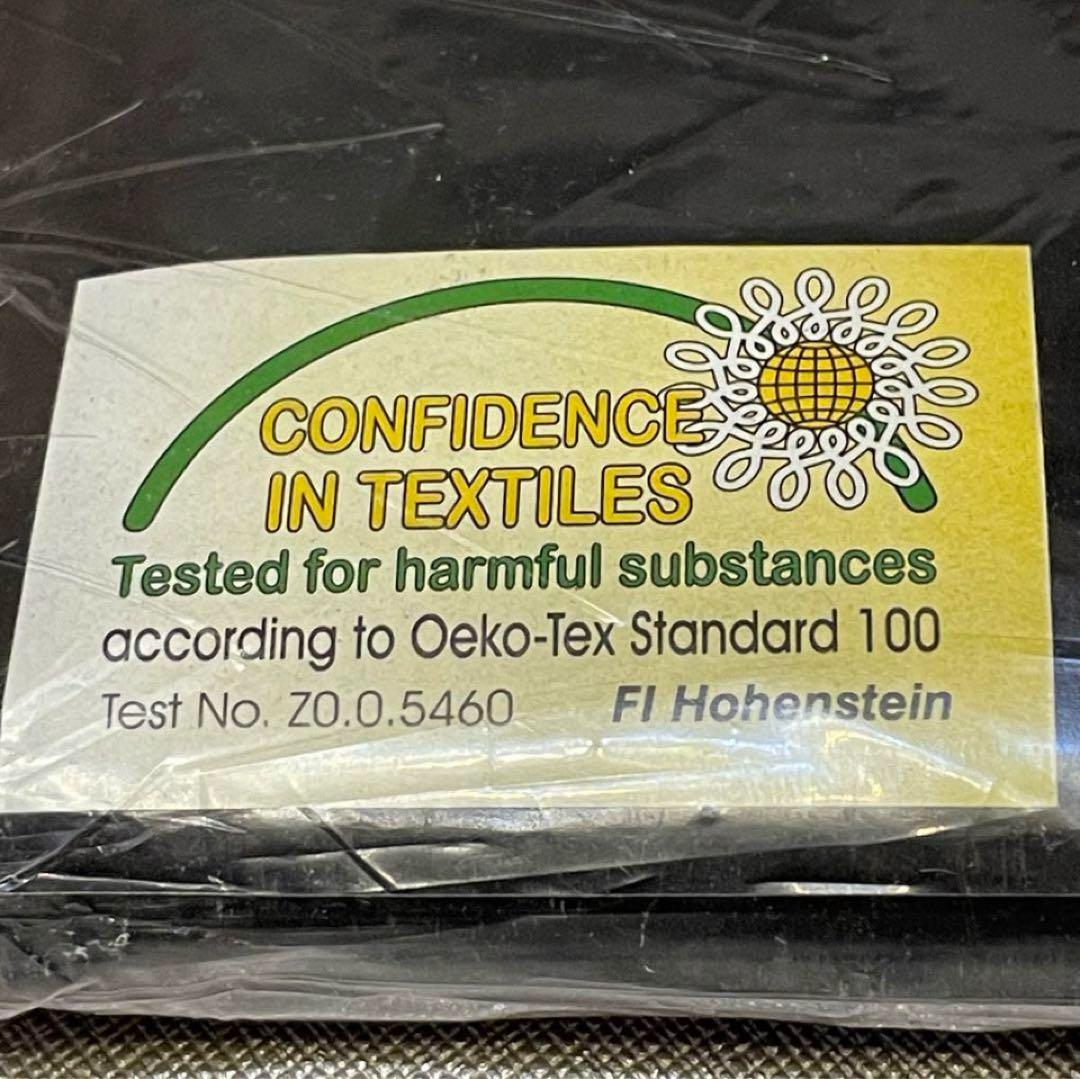 CONFIDENCE
IN TEXTILES
Tested for harmful substances
according to Oeko-Tex Standard 100
Test No. Z0.0.5460 FI Hohenstein